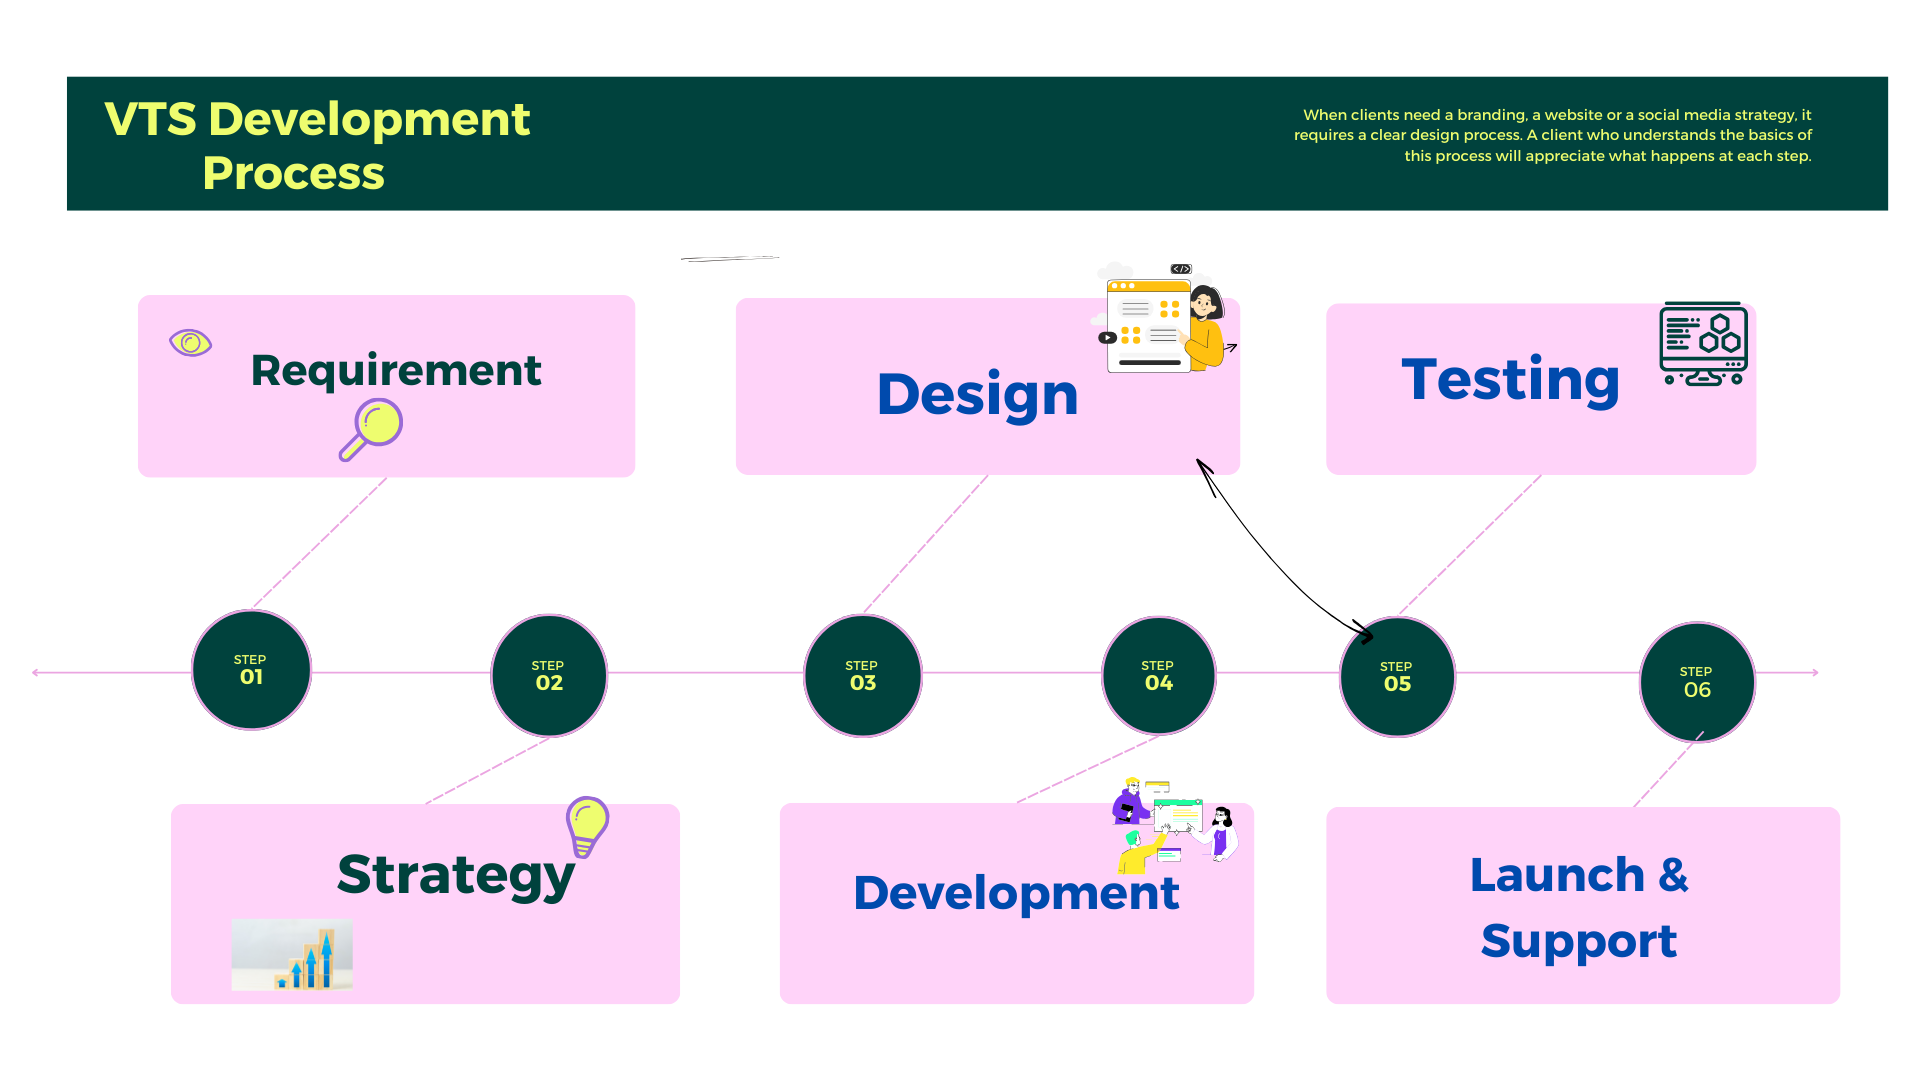 VTS Development
Process
When clients need a branding, a website or a social media strategy, it
requires a clear design process. A client who understands the basics of
this process will appreciate what happens at each step.
</>
Requirement
Design
Testing
STEP
01
STEP
02
STEP
03
STEP
04
STEP
05
STEP
06
Strategy
Development
Launch &
Support